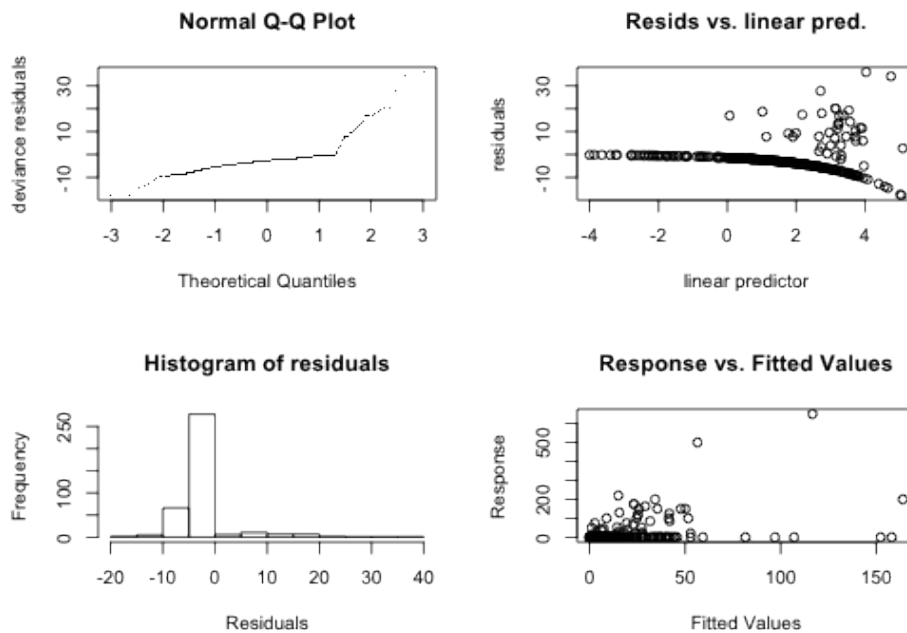 Normal Q-Q Plot
deviance residuals
-10 10 30
-3 -2 -1 0 1 2 3
Theoretical Quantiles
Resids vs. linear pred.
residuals
-10 10 30
-4 -2 0 2 4
linear predictor
Histogram of residuals
Frequency
0 100 250
-20 -10 0 10 20 30 40
Residuals
Response vs. Fitted Values
Response
0 200 500
0 50 100 150
Fitted Values